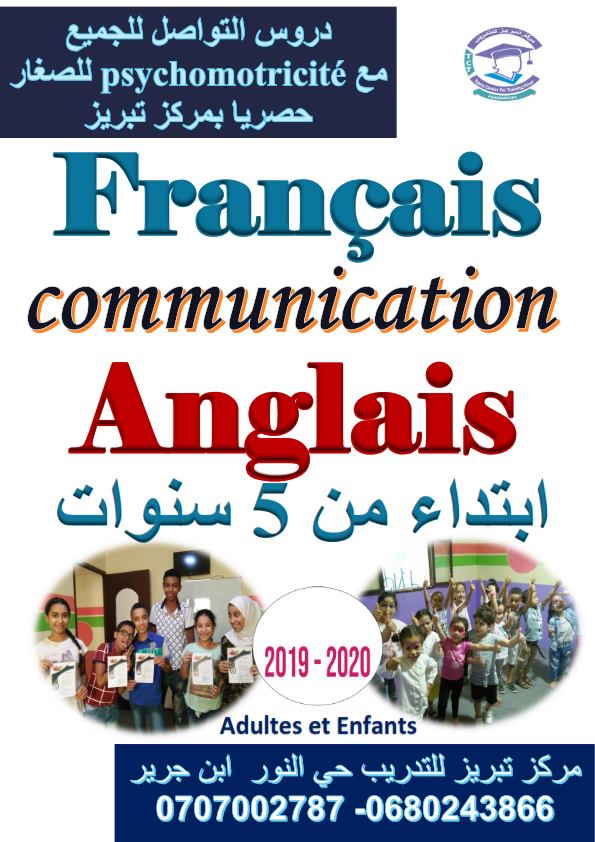 دروس التواصل للجميع
مع psychomotricité للصغار
حصريا بمركز تبريز
TCT
Français
communication
Anglais
ابتداء من 5 سنوات
2019 - 2020
Adultes et Enfants
مركز تبريز للتدريب حي النور ابن جرير
0707002787 -0680243866